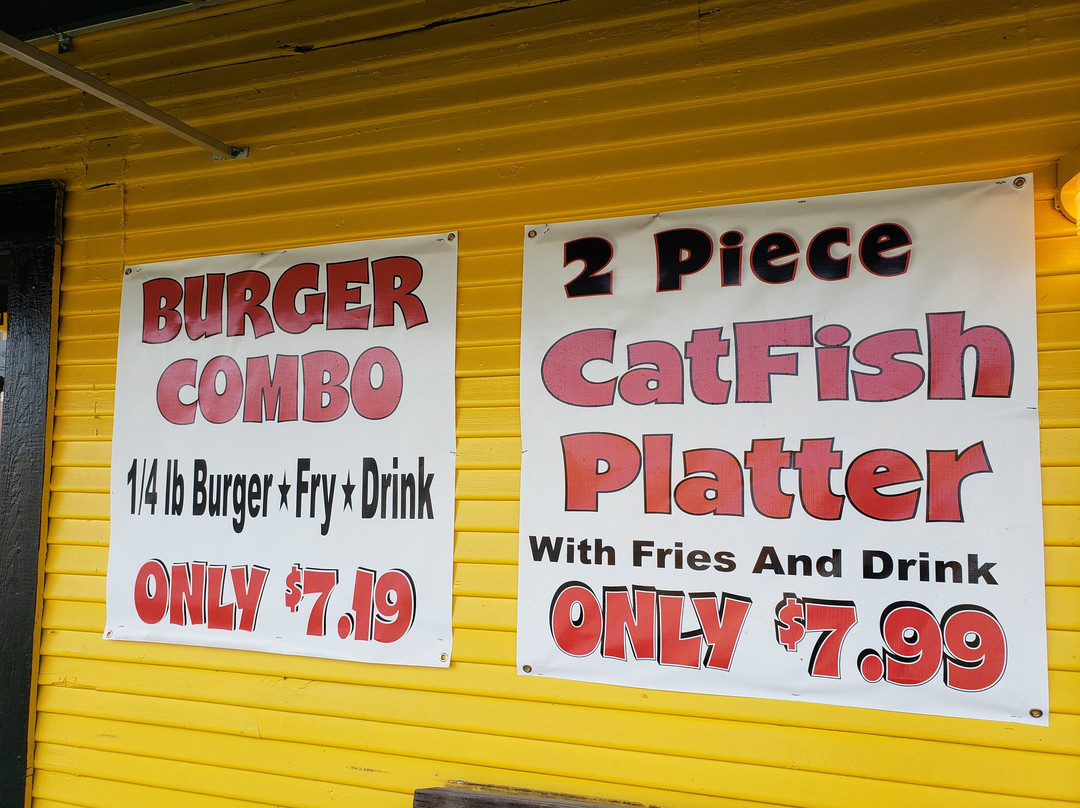 BURGER
COMBO
1/4 lb Burger★Fry★Drink
ONLY $7.19
2 Piece
CatFish
Platter
With Fries And Drink
ONLY $7.99